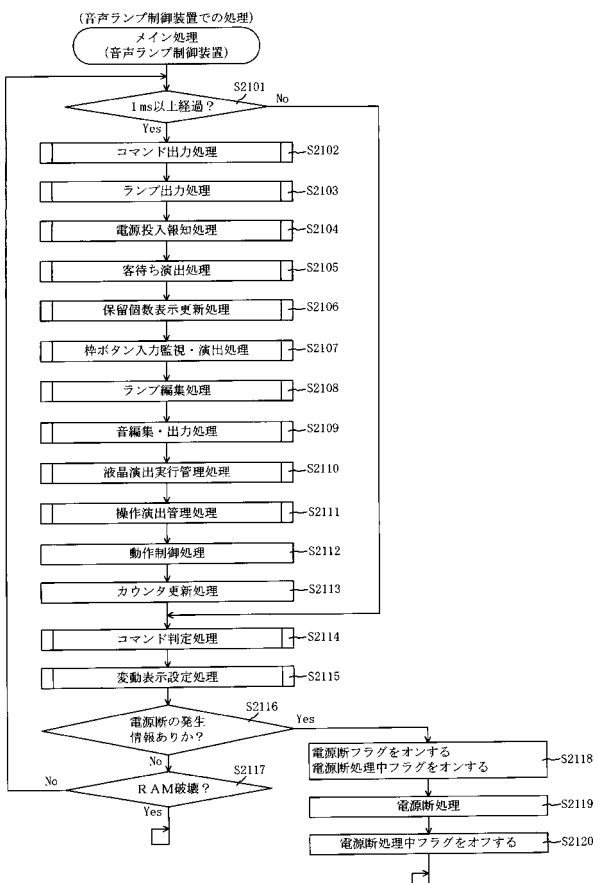 (音声ランプ制御装置での処理)
メイン処理
(音声ランプ制御装置)
S2101
1ms以上経過？
No
Yes
コマンド出力処理
S2102
ランプ出力処理
S2103
電源投入報知処理
S2104
客待ち演出処理
S2105
保留個数表示更新処理
S2106
枠ボタン入力監視・演出処理
S2107
ランプ編集処理
S2108
音編集・出力処理
S2109
液晶演出実行管理処理
S2110
操作演出管理処理
S2111
動作制御処理
S2112
カウンタ更新処理
S2113
コマンド判定処理
S2114
変動表示設定処理
S2115
S2116
電源断の発生
情報ありか？
Yes
No
S2117
RAM破壊？
No
Yes
電源断フラグをオンする
電源断処理中フラグをオンする
S2118
電源断処理
S2119
電源断処理中フラグをオフする
S2120